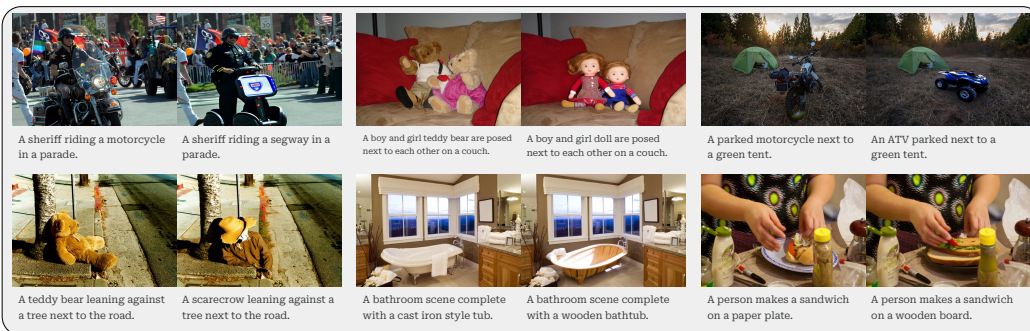 A sheriff riding a motorcycle
in a parade.
A sheriff riding a segway in a
parade.
A boy and girl teddy bear are posed
next to each other on a couch.
A boy and girl doll are posed
next to each other on a couch.
A parked motorcycle next to
a green tent.
An ATV parked next to a
green tent.
A teddy bear leaning against
a tree next to the road.
A scarecrow leaning against a
tree next to the road.
A bathroom scene complete
with a cast iron style tub.
A bathroom scene complete
with a wooden bathtub.
A person makes a sandwich
on a paper plate.
A person makes a sandwich
on a wooden board.